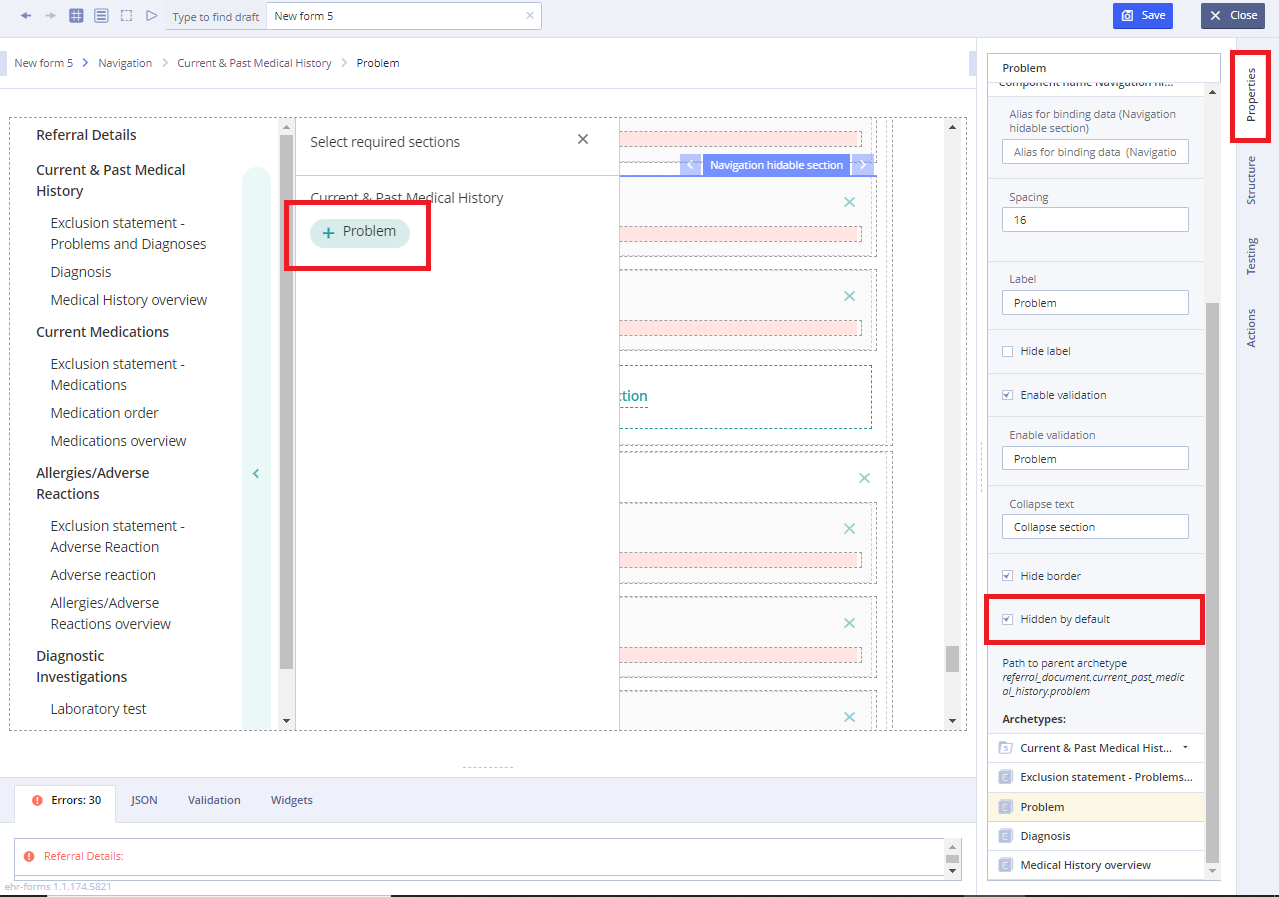 Type to find draft
New form 5
Save
Close
New form 5
Navigation
Current & Past Medical History
Problem
Referral Details
Current & Past Medical
History
Exclusion statement -
Problems and Diagnoses
Diagnosis
Medical History overview
Current Medications
Exclusion statement -
Medications
Medication order
Medications overview
Allergies/Adverse
Reactions
Exclusion statement -
Adverse Reaction
Adverse reaction
Allergies/Adverse
Reactions overview
Diagnostic
Investigations
Laboratory test
Select required sections
Current & Past Medical History
+ Problem
Navigation hidable section
ction
Problem
Component name Navigation hi...
Alias for binding data (Navigation
hidable section)
Alias for binding data (Navigatio
Spacing
16
Label
Problem
Hide label
Enable validation
Enable validation
Problem
Collapse text
Collapse section
Hide border
Hidden by default
Path to parent archetype
referral_document.current_past_medic
al_history.problem
Archetypes:
Current & Past Medical Hist...
Exclusion statement - Problems...
Problem
Diagnosis
Medical History overview
Properties
Structure
Testing
Actions
Errors: 30
JSON
Validation
Widgets
Referral Details:
ehr-forms 1.1.174.5821